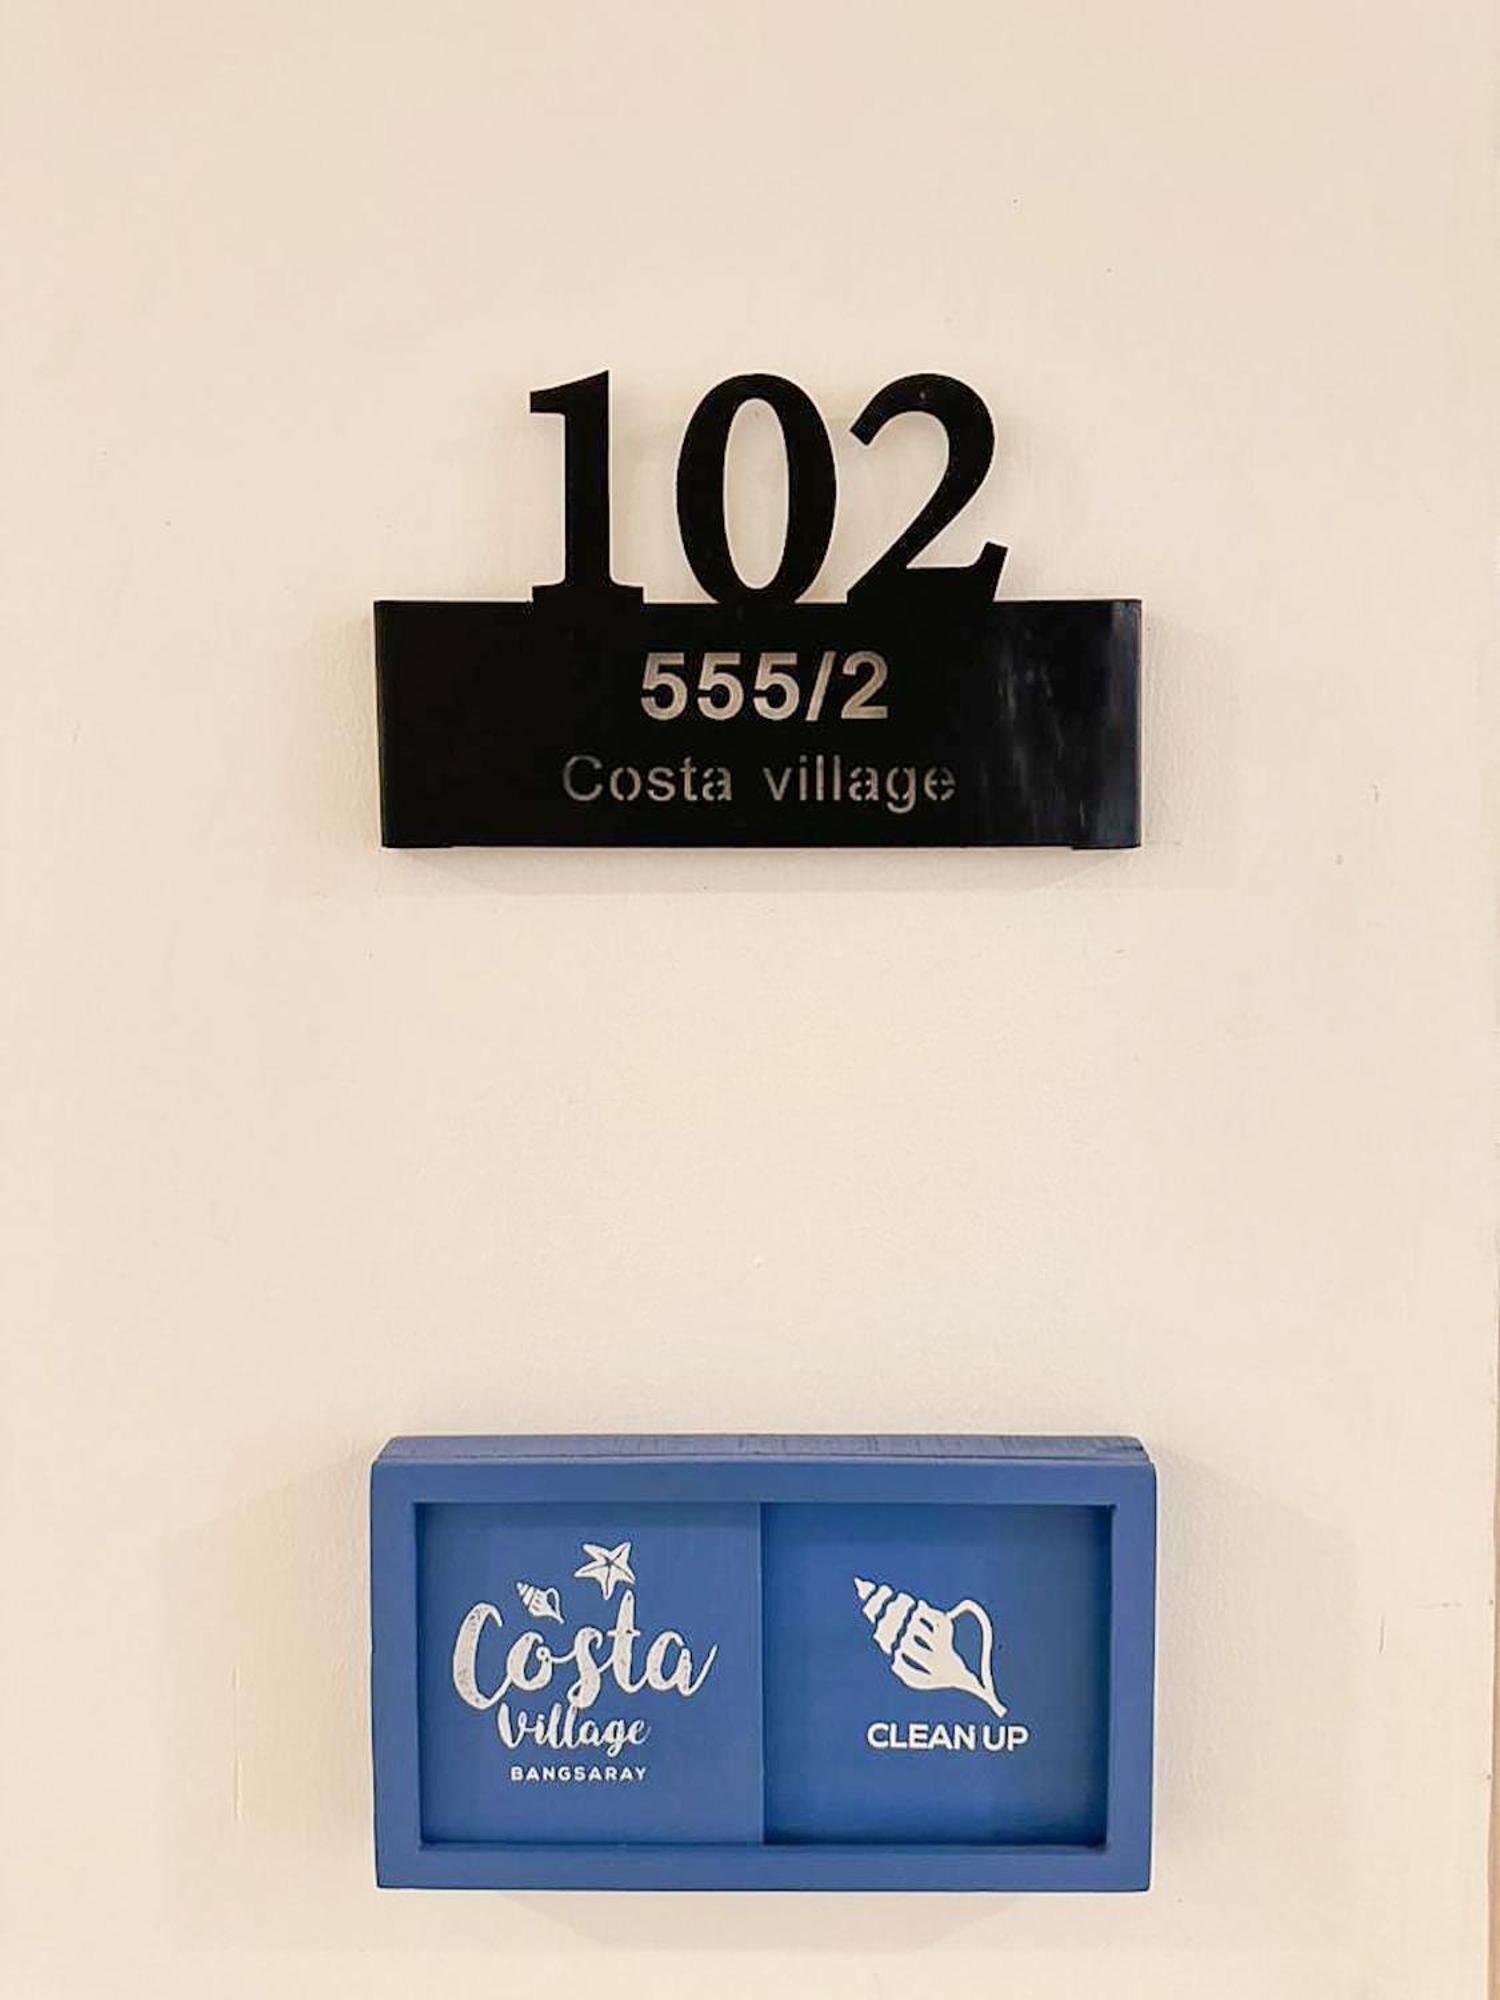 102
555/2
Costa village
Costa
Village
BANGSARAY
CLEAN UP